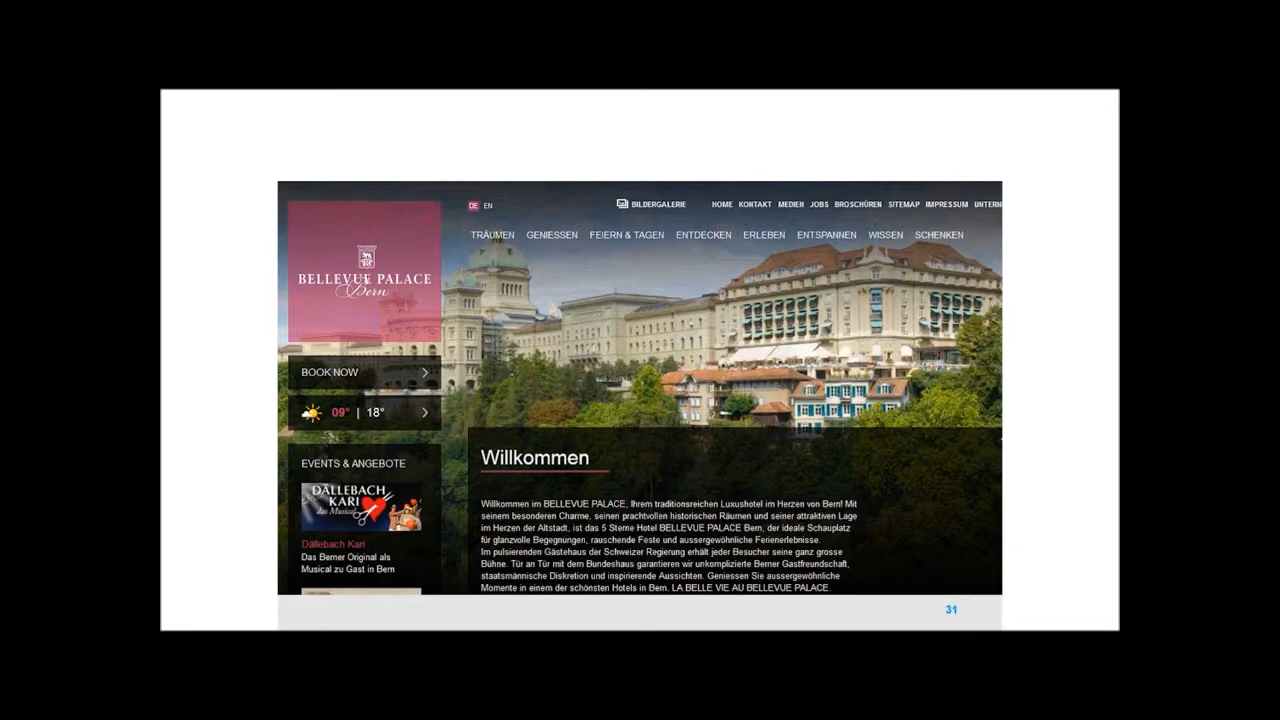 DE EN
BILDERGALERIE
HOME KONTAKT MEDIEN JOBS BROSCHÜREN SITEMAP IMPRESSUM UNTERN
TRÄUMEN GENIESSEN FEIERN & TAGEN ENTDECKEN ERLEBEN ENTSPANNEN WISSEN SCHENKEN
BELLEVUE PALACE
Bern
BOOK NOW
09° | 18°
EVENTS & ANGEBOTE
DÄLLEBACH
KARI
das Musical
Dällebach Kari
Das Berner Original als
Musical zu Gast in Bern
Willkommen
Willkommen im BELLEVUE PALACE, Ihrem traditionsreichen Luxushotel im Herzen von Bern! Mit
seinem besonderen Charme, seinen prachtvollen historischen Räumen und seiner attraktiven Lage
im Herzen der Altstadt, ist das 5 Sterne Hotel BELLEVUE PALACE Bern, der ideale Schauplatz
für glanzvolle Begegnungen, rauschende Feste und aussergewöhnliche Ferienerlebnisse.
Im pulsierenden Gästehaus der Schweizer Regierung erhält jeder Besucher seine ganz grosse
Bühne. Tür an Tür mit dem Bundeshaus garantieren wir unkomplizierte Berner Gastfreundschaft,
staatsmännische Diskretion und inspirierende Aussichten. Geniessen Sie aussergewöhnliche
Momente in einem der schönsten Hotels in Bern. LA BELLE VIE AU BELLEVUE PALACE.
31